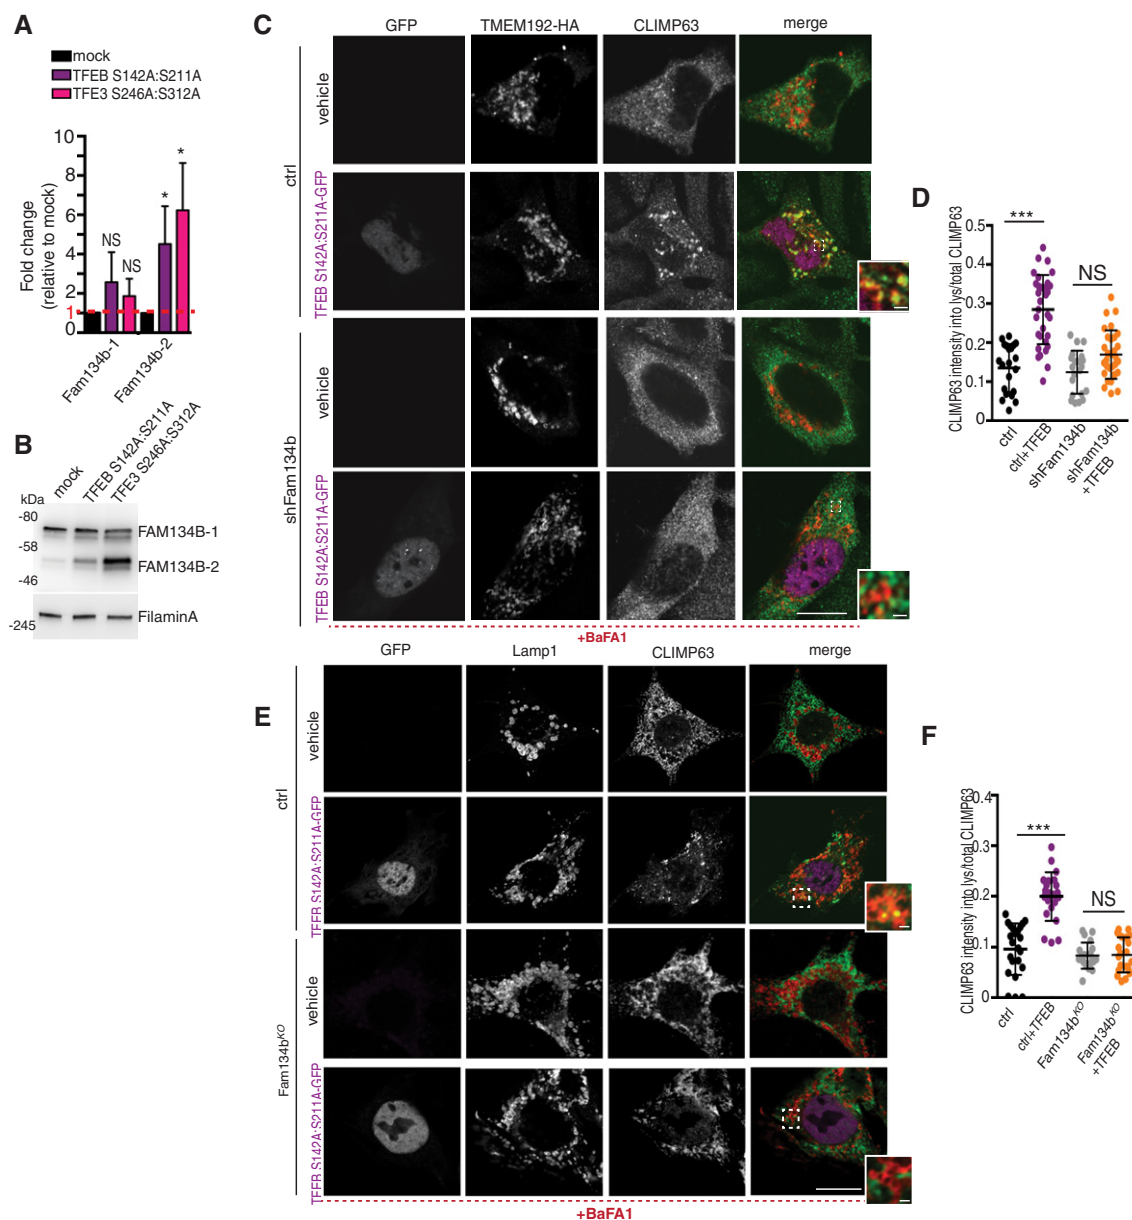 A
mock
TFEB S142A:S211A
TFE3 S246A:S312A
Fold change
(relative to mock)
10
8
6
4
2
1
0
NS
NS
*
*
Fam134b-1
Fam134b-2
B
kDa
mock
TFEB S142A:S211A
TFE3 S246A:S312A
-80
-58
-46
-245
FAM134B-1
FAM134B-2
FilaminA
C
GFP
TMEM192-HA
CLIMP63
merge
ctrl
vehicle
TFEB S142A:S211A-GFP
shFam134b
vehicle
TFEB S142A:S211A-GFP
+BaFA1
D
CLIMP63 intensity into lys/total CLIMP63
0.5
0.4
0.3
0.2
0.1
0
***
NS
ctrl
ctrl+TFEB
shFam134b
shFam134b
+TFEB
E
GFP
Lamp1
CLIMP63
merge
ctrl
vehicle
TFEB S142A:S211A-GFP
Fam134bKO
vehicle
TFEB S142A:S211A-GFP
+BaFA1
F
CLIMP63 intensity into lys/total CLIMP63
0.4
0.3
0.2
0.1
0
***
NS
ctrl
ctrl+TFEB
Fam134bKO
Fam134bKO
+TFEB